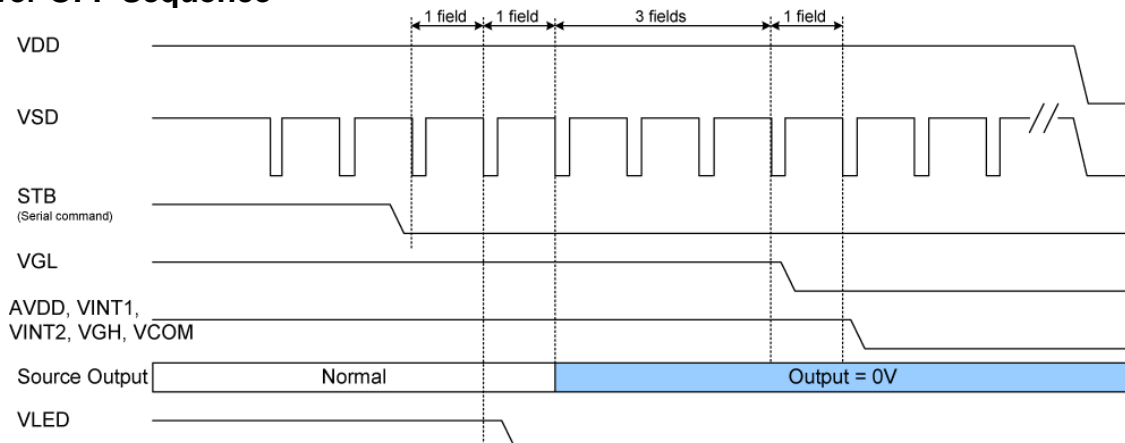 1 field 1 field 3 fields 1 field
VDD
VSD
STB
(Serial command)
VGL
AVDD, VINT1,
VINT2, VGH, VCOM
Source Output Normal Output = 0V
VLED